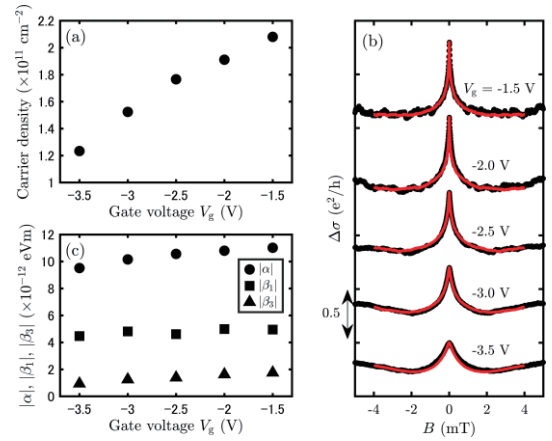 (a)
Carrier density (×10¹¹ cm⁻²)
2.2
2
1.8
1.6
1.4
1.2
1
-3.5 -3 -2.5 -2 -1.5
Gate voltage V_g (V)
(c)
|α|, |β₁|, |β₃| (×10⁻¹² eVm)
12
10
8
6
4
2
0
|α|
|β₁|
|β₃|
-3.5 -3 -2.5 -2 -1.5
Gate voltage V_g (V)
(b)
Δσ (e²/h)
V_g = -1.5 V
-2.0 V
-2.5 V
-3.0 V
0.5
-3.5 V
-4 -2 0 2 4
B (mT)